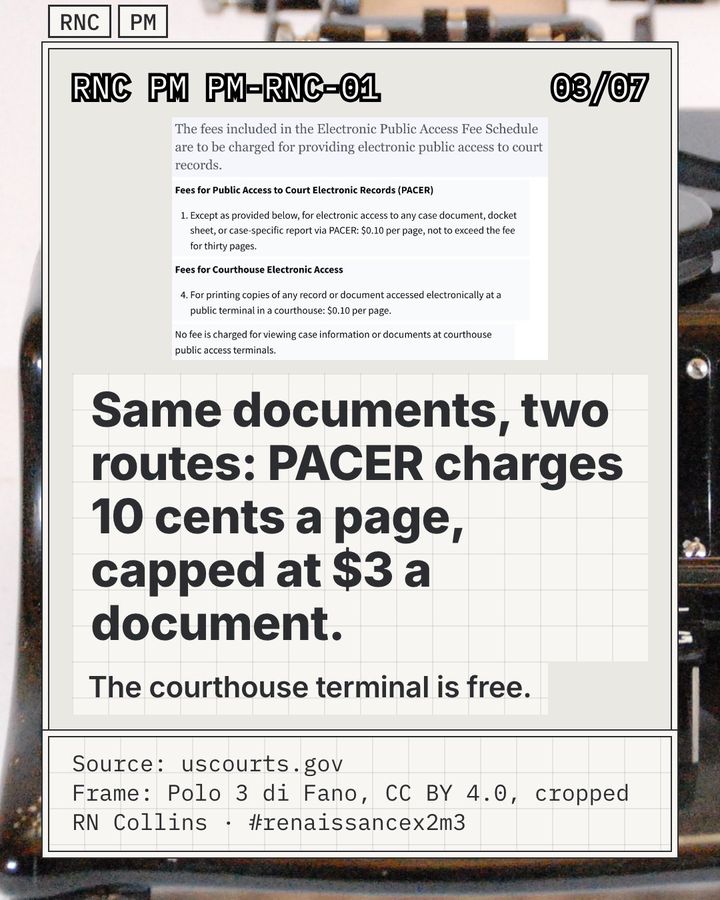 RNC PM
RNC PM PM-RNC-01 03/07
The fees included in the Electronic Public Access Fee Schedule
are to be charged for providing electronic public access to court
records.
Fees for Public Access to Court Electronic Records (PACER)
1. Except as provided below, for electronic access to any case document, docket
sheet, or case-specific report via PACER: $0.10 per page, not to exceed the fee
for thirty pages.
Fees for Courthouse Electronic Access
4. For printing copies of any record or document accessed electronically at a
public terminal in a courthouse: $0.10 per page.
No fee is charged for viewing case information or documents at courthouse
public access terminals.
Same documents, two
routes: PACER charges
10 cents a page,
capped at $3 a
document.
The courthouse terminal is free.
Source: uscourts.gov
Frame: Polo 3 di Fano, CC BY 4.0, cropped
RN Collins · #renaissancex2m3